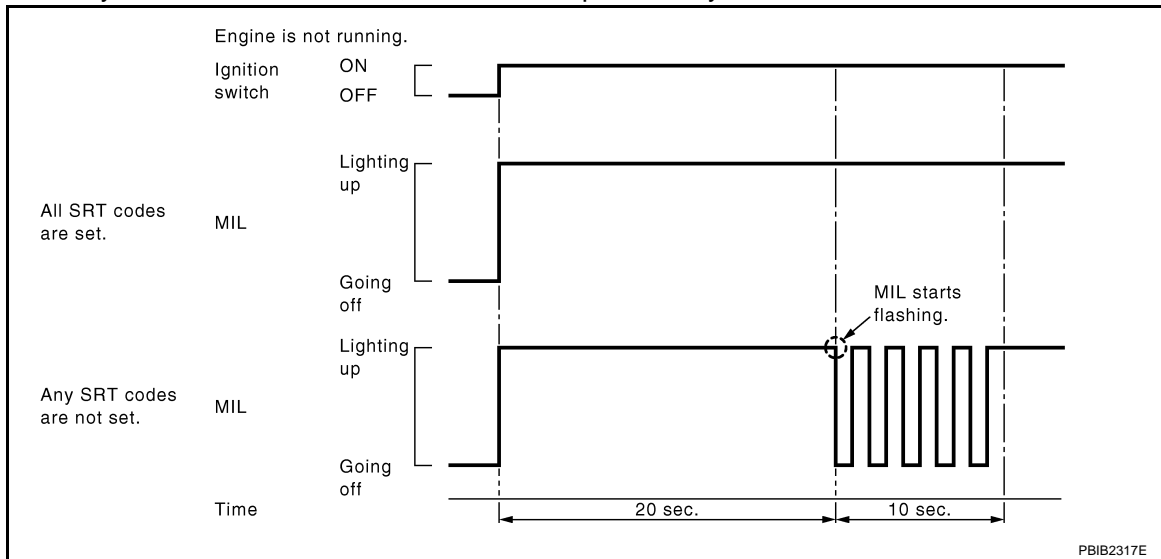 Engine is not running.
Ignition
switch
ON
OFF
Lighting
up
All SRT codes
are set.
MIL
Going
off
MIL starts
flashing.
Lighting
up
Any SRT codes
are not set.
MIL
Going
off
Time
20 sec.
10 sec.
PBIB2317E